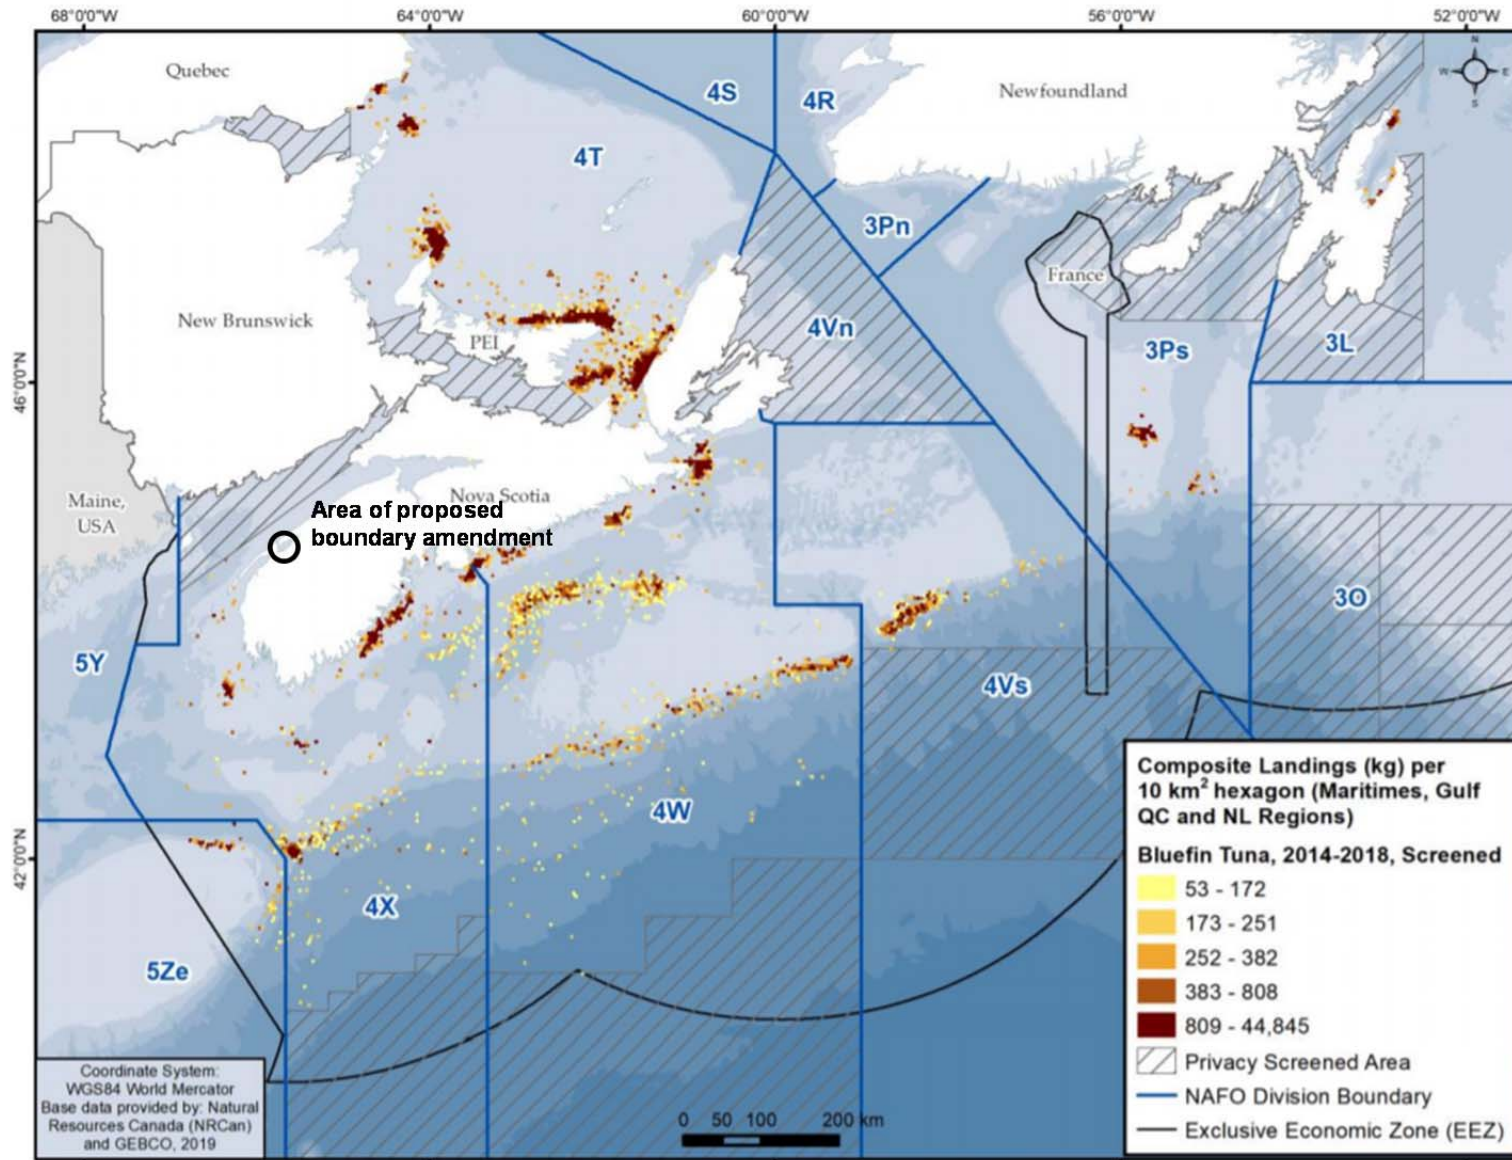 68°0'0"W
64°0'0"W
60°0'0"W
56°0'0"W
52°0'0"W
N
W
E
S
Quebec
4S
4R
Newfoundland
4T
3Pn
France
New Brunswick
PEI
4Vn
3Ps
3L
46°0'0"N
Maine,
USA
Nova Scotia
Area of proposed
boundary amendment
3O
5Y
4Vs
4W
42°0'0"N
4X
5Ze
Composite Landings (kg) per
10 km² hexagon (Maritimes, Gulf
QC and NL Regions)
Bluefin Tuna, 2014-2018, Screened
53 - 172
173 - 251
252 - 382
383 - 808
809 - 44,845
Privacy Screened Area
NAFO Division Boundary
Exclusive Economic Zone (EEZ)
Coordinate System:
WGS84 World Mercator
Base data provided by: Natural
Resources Canada (NRCan)
and GEBCO, 2019
0 50 100 200 km